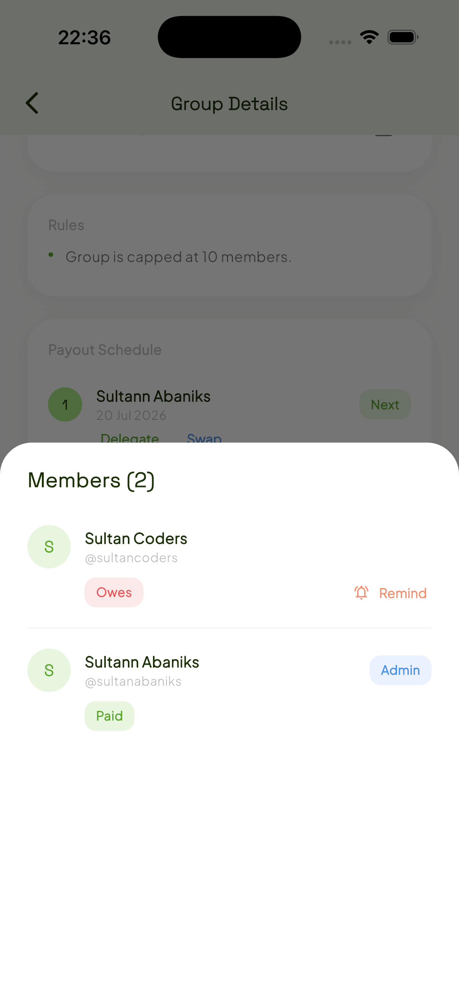 22:36
Group Details
Rules
• Group is capped at 10 members.
Payout Schedule
1
Sultann Abaniks
Next
20 Jul 2026
Delegate
Swap
Members (2)
S
Sultan Coders
@sultancoders
Owes
Remind
S
Sultann Abaniks
Admin
@sultanabaniks
Paid